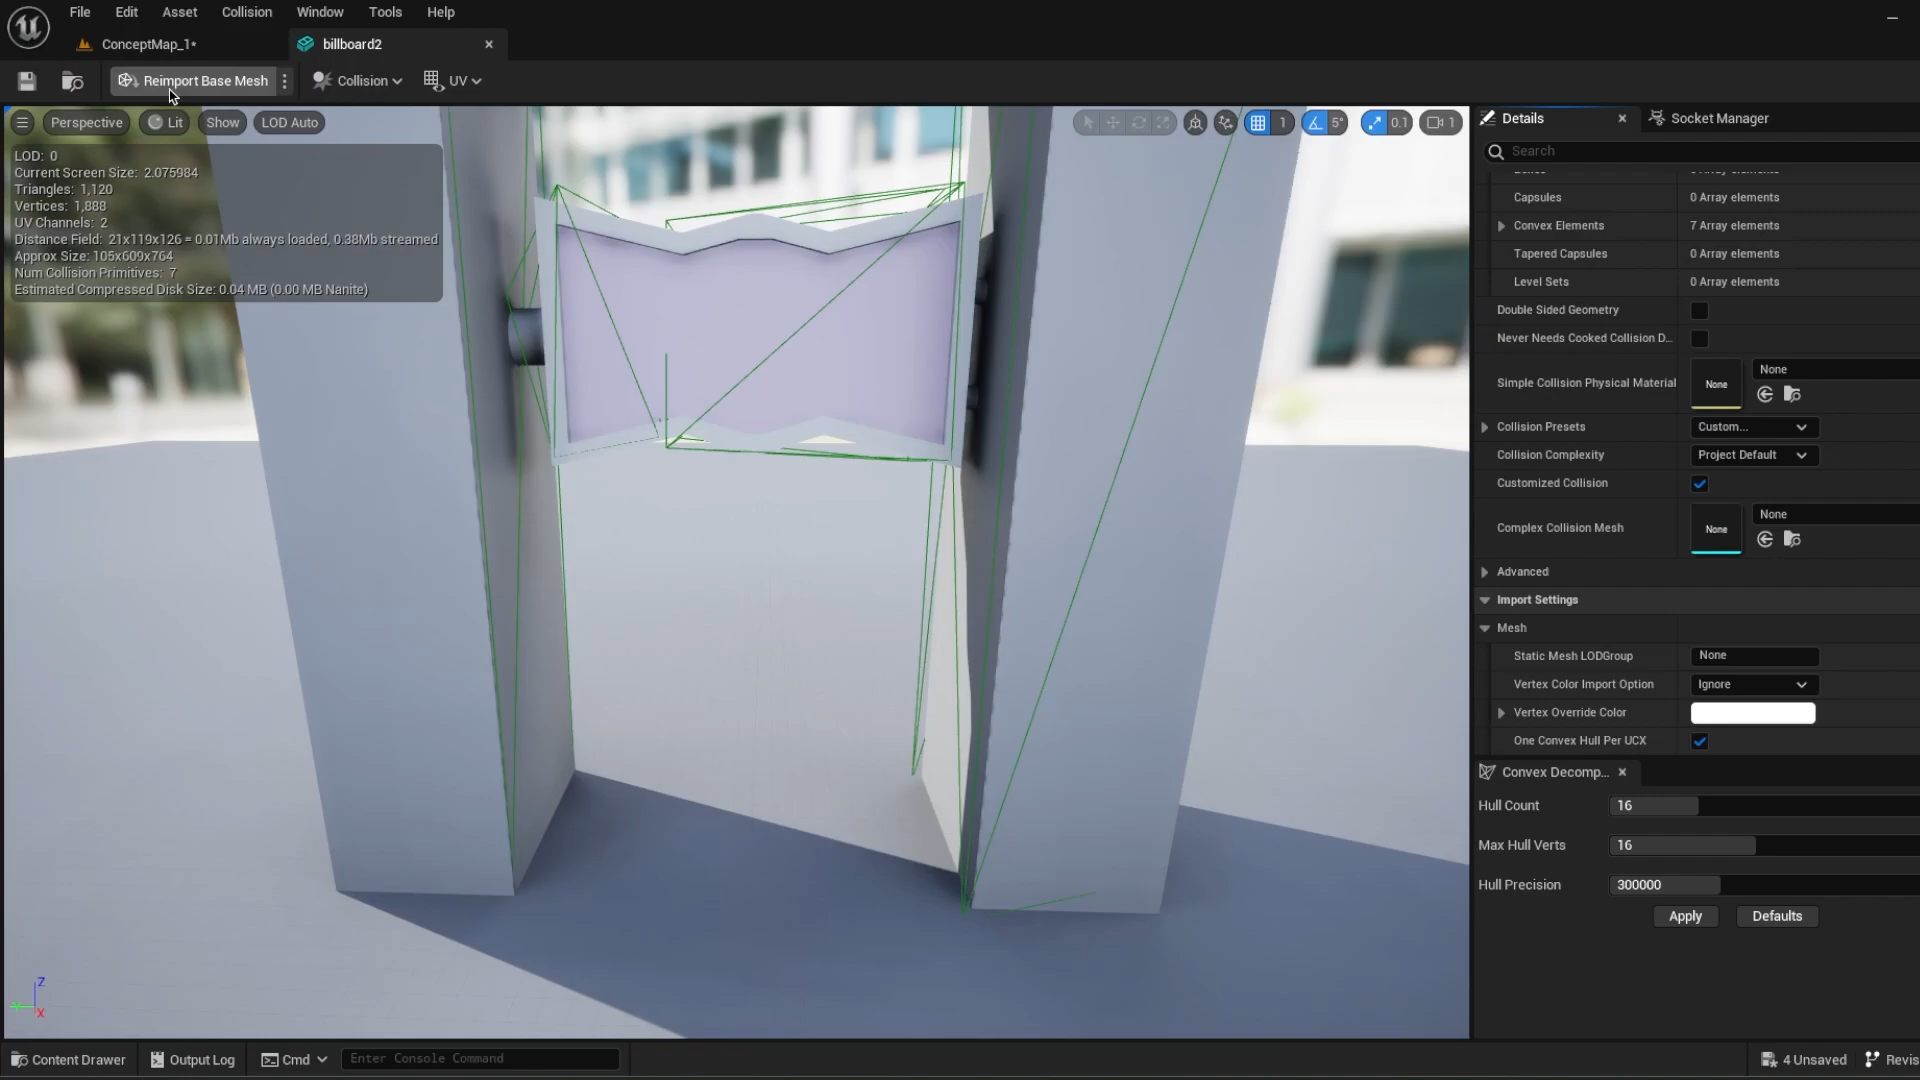 File Edit Asset Collision Window Tools Help
ConceptMap_1*
billboard2
Reimport Base Mesh
Collision
UV
Perspective
Lit
Show
LOD Auto
1
5°
0.1
1
LOD: 0
Current Screen Size: 2.075984
Triangles: 1,120
Vertices: 1,888
UV Channels: 2
Distance Field: 21x119x126 = 0.01Mb always loaded, 0.38Mb streamed
Approx Size: 105x609x764
Num Collision Primitives: 7
Estimated Compressed Disk Size: 0.04 MB (0.00 MB Nanite)
Z
X
Details
Socket Manager
Search
Capsules 0 Array elements
Convex Elements 7 Array elements
Tapered Capsules 0 Array elements
Level Sets 0 Array elements
Double Sided Geometry
Never Needs Cooked Collision D...
Simple Collision Physical Material None None
Collision Presets Custom...
Collision Complexity Project Default
Customized Collision
Complex Collision Mesh None None
Advanced
Import Settings
Mesh
Static Mesh LODGroup None
Vertex Color Import Option Ignore
Vertex Override Color
One Convex Hull Per UCX
Convex Decomp...
Hull Count 16
Max Hull Verts 16
Hull Precision 300000
Apply Defaults
Content Drawer
Output Log
Cmd
Enter Console Command
4 Unsaved
Revis